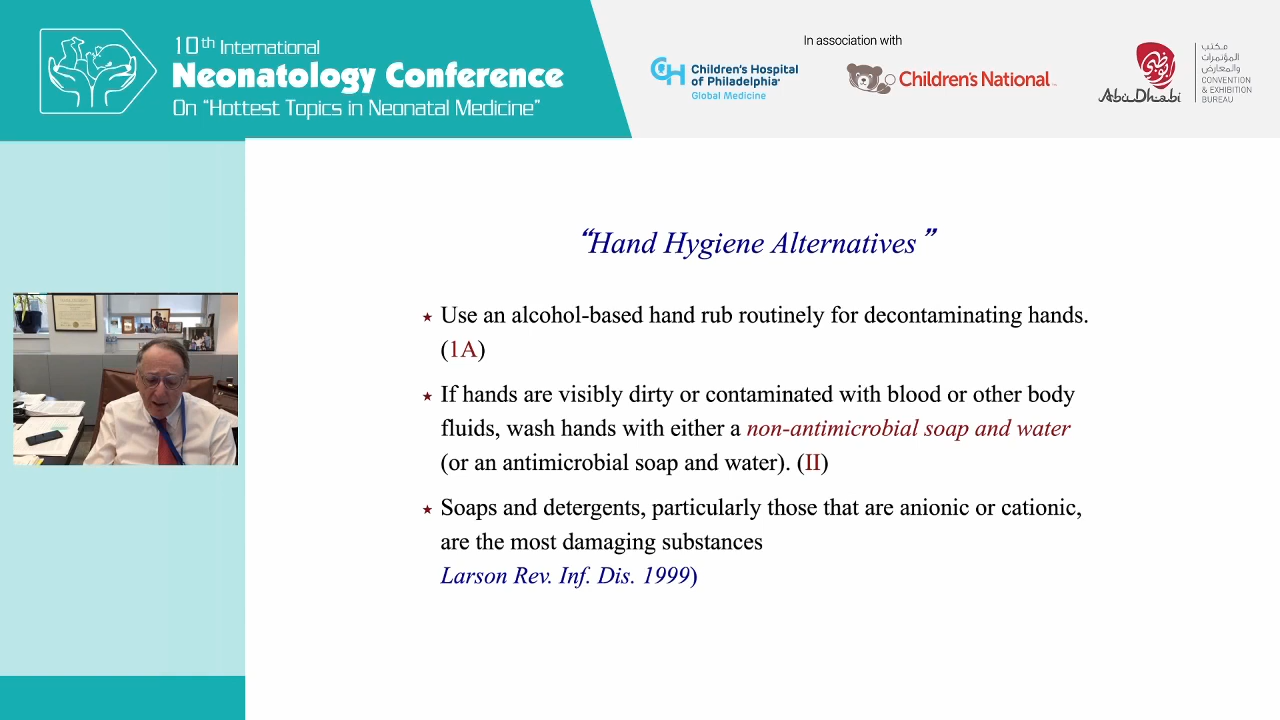 10th International
Neonatology Conference
On “Hottest Topics in Neonatal Medicine”
In association with
Children's Hospital
of Philadelphia
Global Medicine
Children's National
Abu Dhabi
مكتب
المؤتمرات
والمعارض
CONVENTION
& EXHIBITION
BUREAU
“Hand Hygiene Alternatives”
Use an alcohol-based hand rub routinely for decontaminating hands.
(1A)
If hands are visibly dirty or contaminated with blood or other body
fluids, wash hands with either a non-antimicrobial soap and water
(or an antimicrobial soap and water). (II)
Soaps and detergents, particularly those that are anionic or cationic,
are the most damaging substances
Larson Rev. Inf. Dis. 1999)